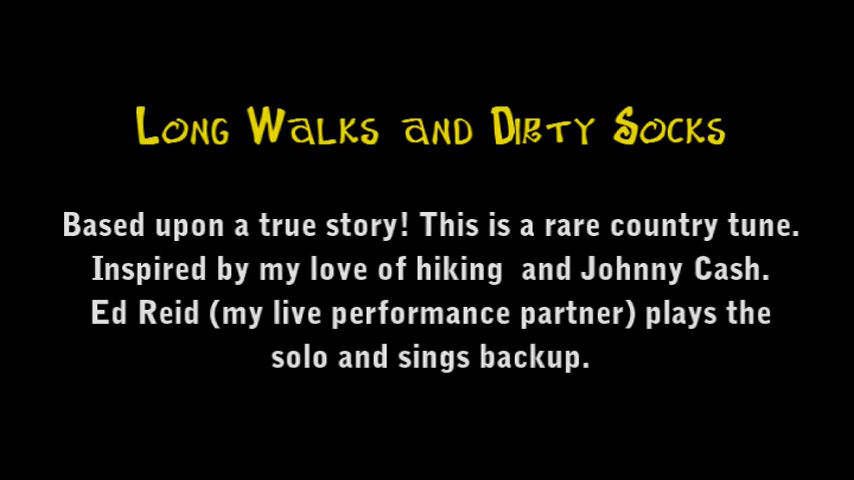 Long Walks and Dirty Socks
Based upon a true story! This is a rare country tune.
Inspired by my love of hiking  and Johnny Cash.
Ed Reid (my live performance partner) plays the
solo and sings backup.